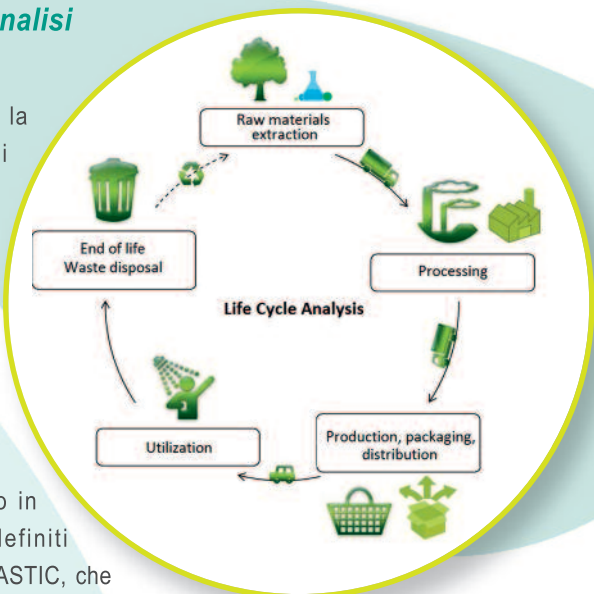 nalisi
la
i
Raw materials
extraction
Processing
Production, packaging,
distribution
Utilization
End of life
Waste disposal
Life Cycle Analysis
o in
definiti
ASTIC, che